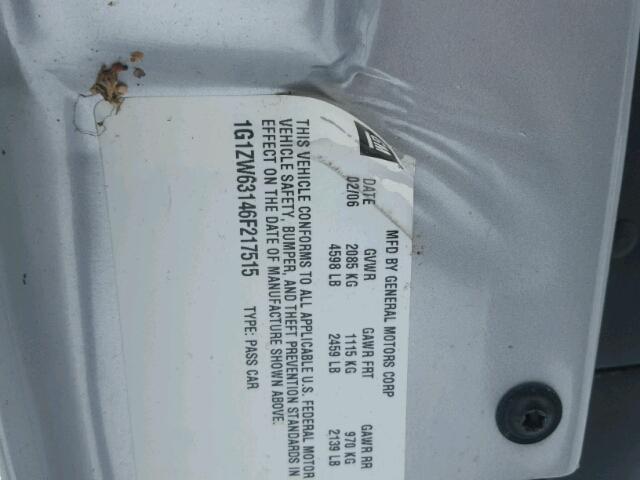 GM
MFD BY GENERAL MOTORS CORP
DATE GVWR GAWR FRT GAWR RR
02/06 2085 KG 1115 KG 970 KG
4598 LB 2459 LB 2139 LB
THIS VEHICLE CONFORMS TO ALL APPLICABLE U.S. FEDERAL MOTOR
VEHICLE SAFETY, BUMPER, AND THEFT PREVENTION STANDARDS IN
EFFECT ON THE DATE OF MANUFACTURE SHOWN ABOVE.
1G1ZW63146F217515 TYPE: PASS CAR